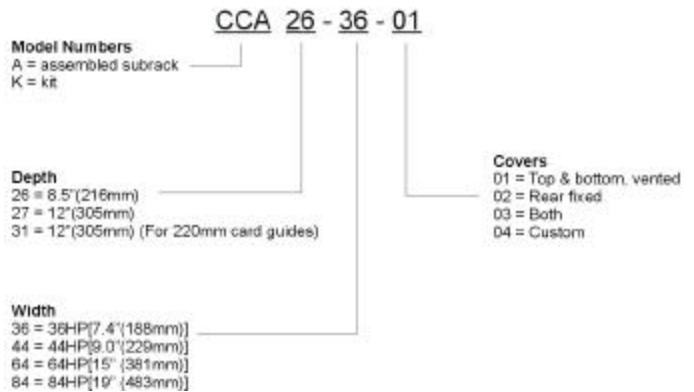 CCA 26 - 36 - 01
Model Numbers
A = assembled subrack
K = kit
Depth
26 = 8.5"(216mm)
27 = 12"(305mm)
31 = 12"(305mm) (For 220mm card guides)
Covers
01 = Top & bottom, vented
02 = Rear fixed
03 = Both
04 = Custom
Width
36 = 36HP[7.4"(188mm)]
44 = 44HP[9.0"(229mm)]
64 = 64HP[15" (381mm)]
84 = 84HP[19" (483mm)]